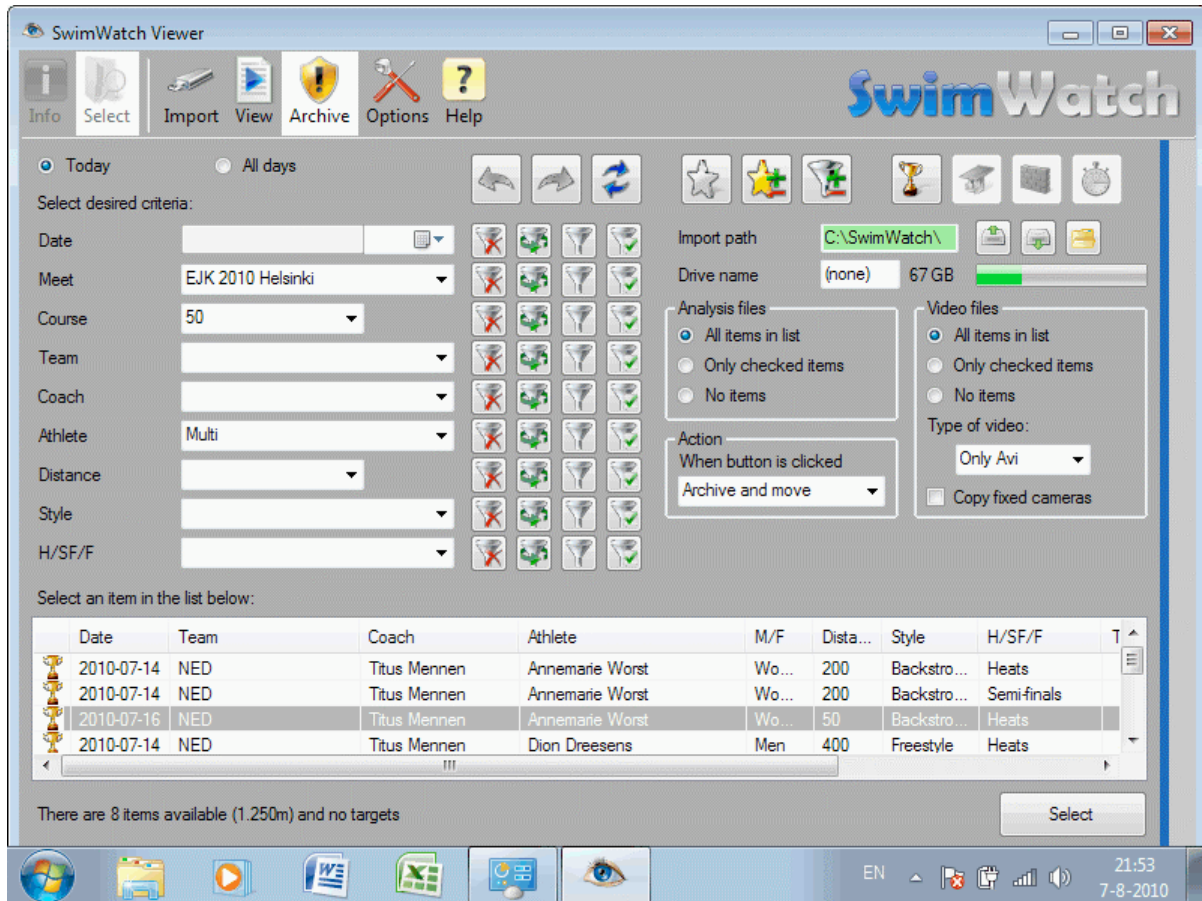 SwimWatch Viewer
Info Select Import View Archive Options Help
SwimWatch
Today All days
Select desired criteria:
Date
Meet EJK 2010 Helsinki
Course 50
Team
Coach
Athlete Multi
Distance
Style
H/SF/F
Import path C:\SwimWatch\
Drive name (none) 67 GB
Analysis files
All items in list
Only checked items
No items
Action
When button is clicked
Archive and move
Video files
All items in list
Only checked items
No items
Type of video:
Only Avi
Copy fixed cameras
Select an item in the list below:
Date Team Coach Athlete M/F Dista... Style H/SF/F T
2010-07-14 NED Titus Mennen Annemarie Worst Wo... 200 Backstro... Heats
2010-07-14 NED Titus Mennen Annemarie Worst Wo... 200 Backstro... Semi-finals
2010-07-16 NED Titus Mennen Annemarie Worst Wo... 50 Backstro... Heats
2010-07-14 NED Titus Mennen Dion Dreesens Men 400 Freestyle Heats
There are 8 items available (1.250m) and no targets
Select
EN 21:53
7-8-2010